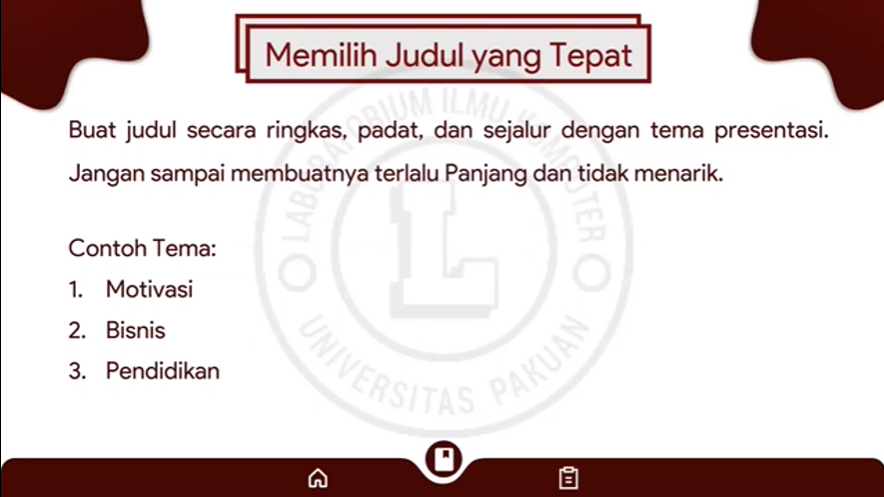 Memilih Judul yang Tepat
Buat judul secara ringkas, padat, dan sejalur dengan tema presentasi.
Jangan sampai membuatnya terlalu Panjang dan tidak menarik.
Contoh Tema:
1. Motivasi
2. Bisnis
3. Pendidikan
LABORATORIUM ILMU KOMPUTER
L
UNIVERSITAS PAKUAN